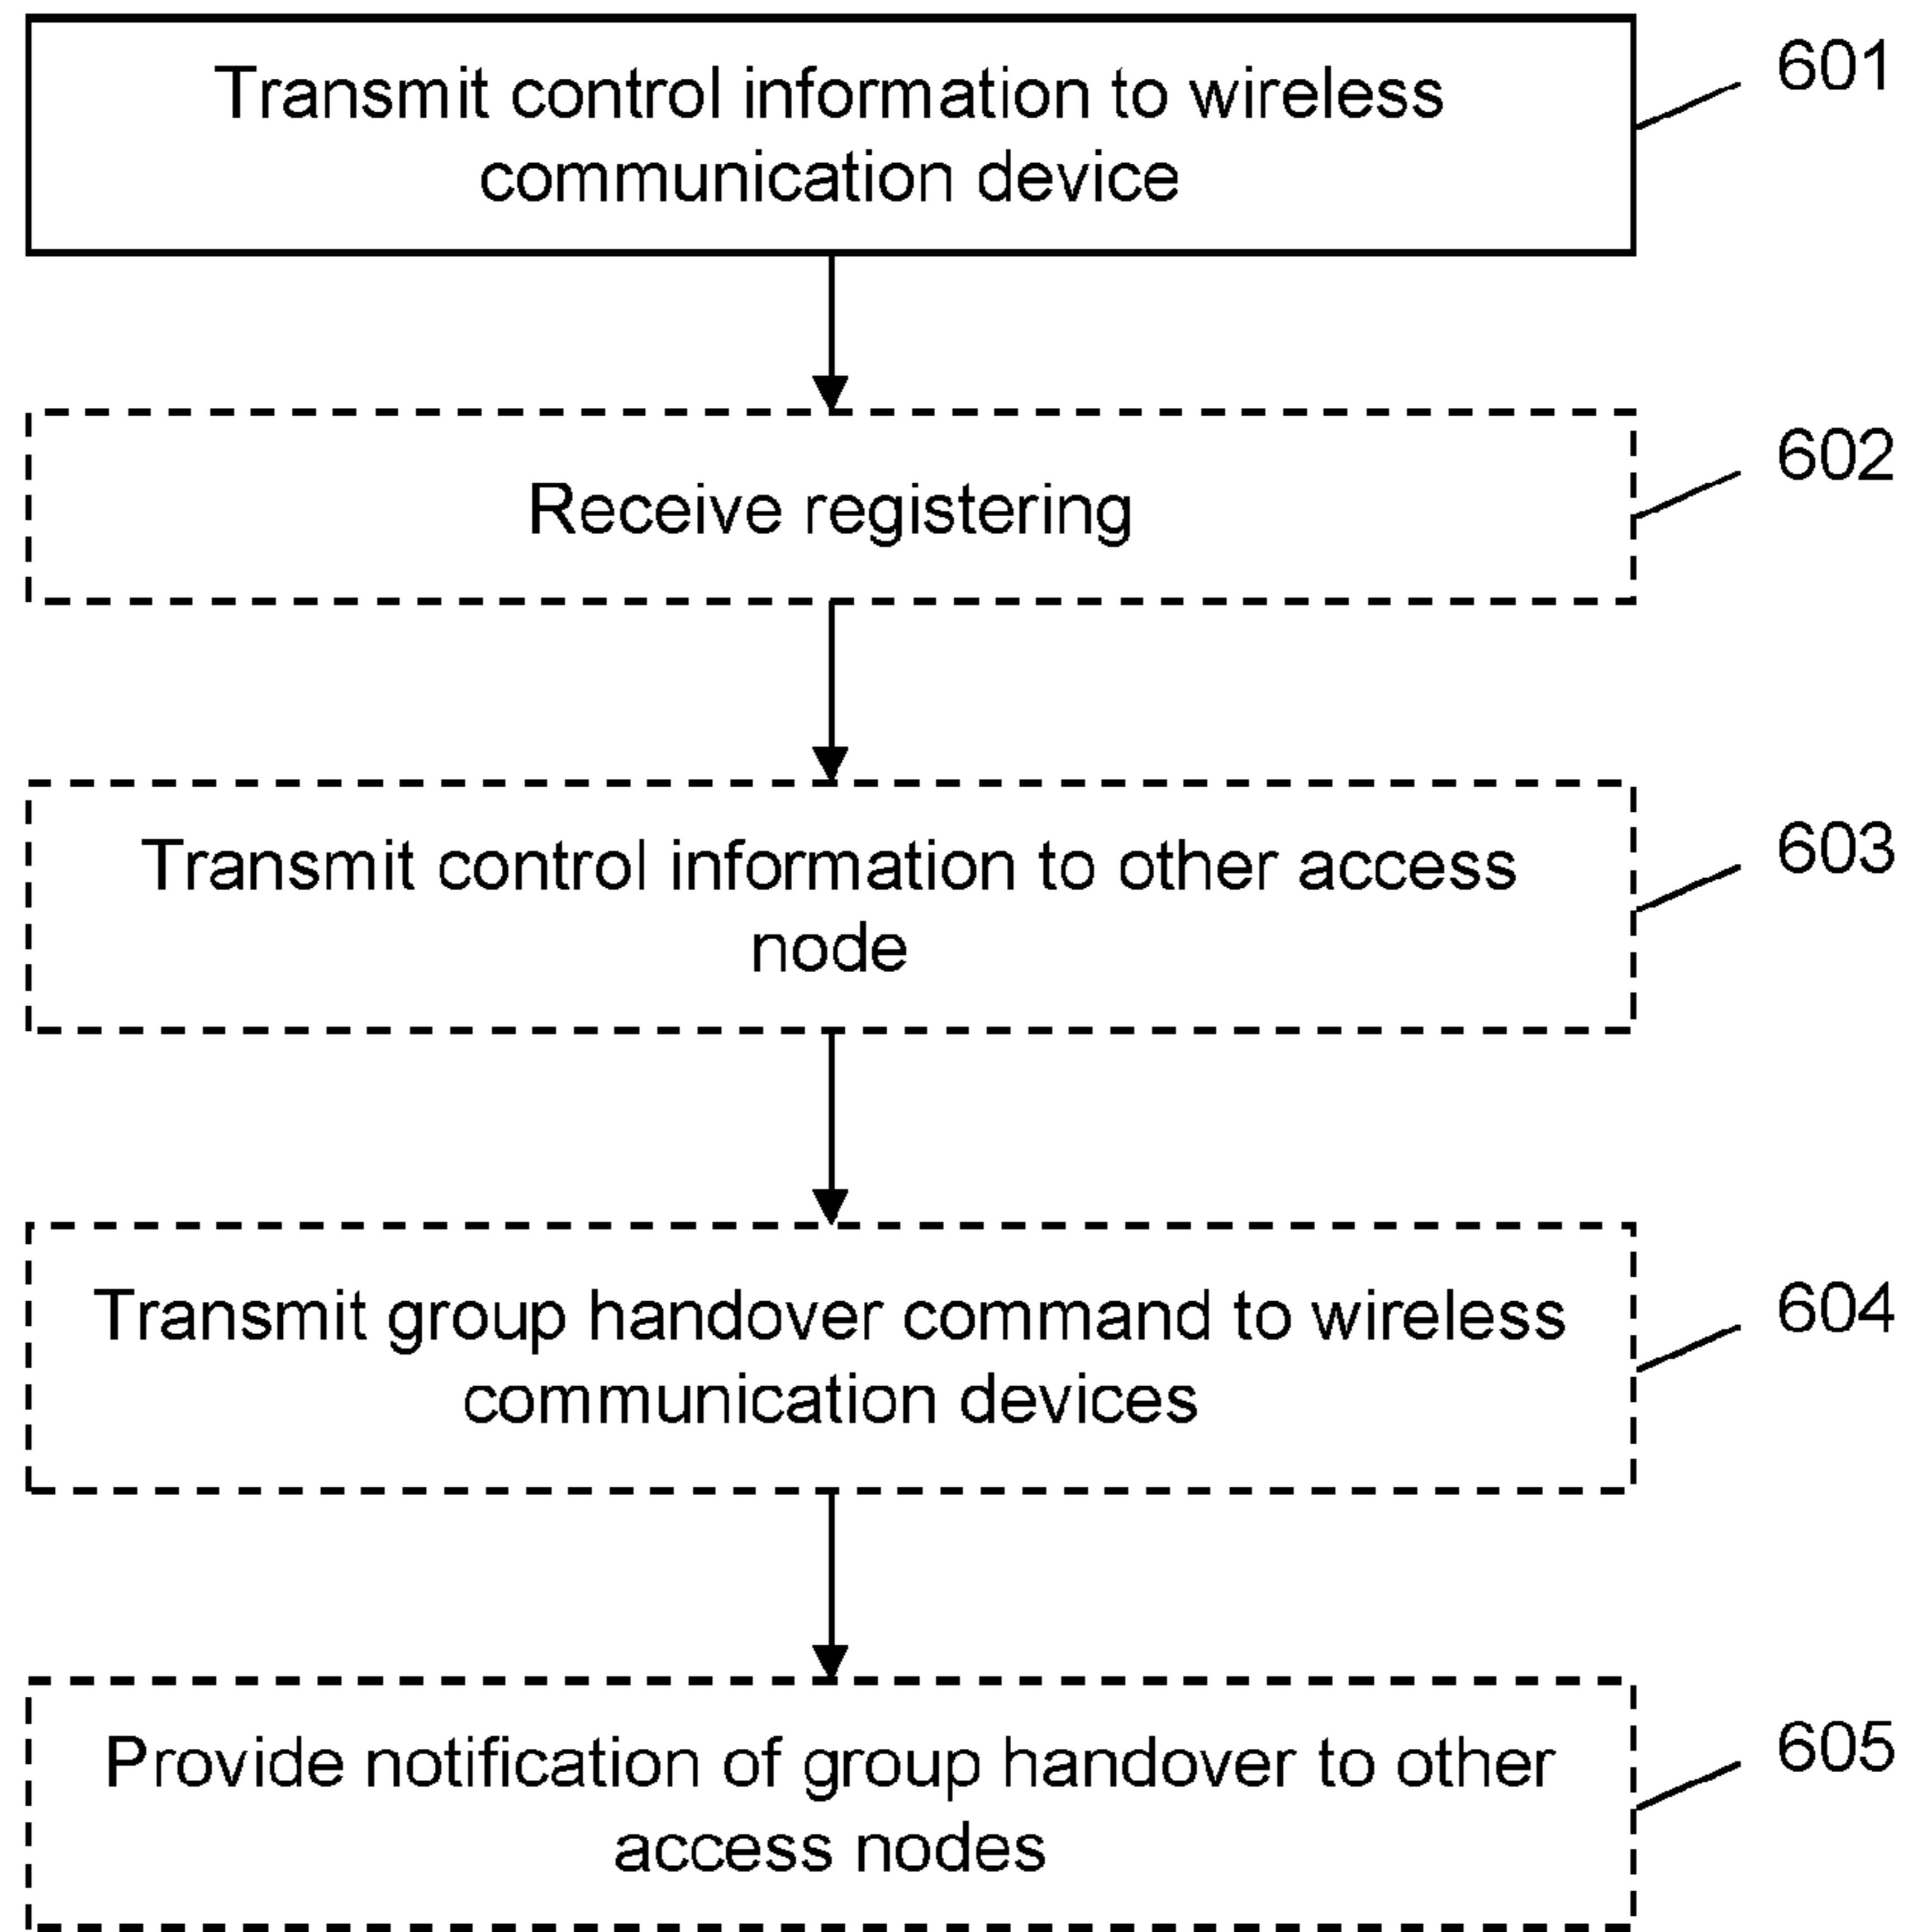 Transmit control information to wireless
communication device
601
Receive registering
602
Transmit control information to other access
node
603
Transmit group handover command to wireless
communication devices
604
Provide notification of group handover to other
access nodes
605